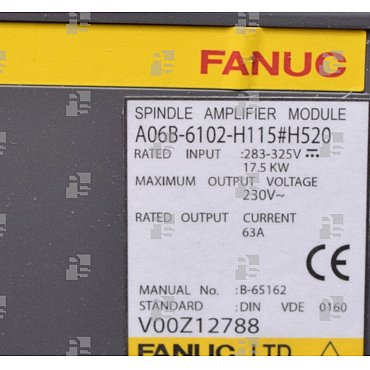 FANUC
SPINDLE AMPLIFIER MODULE
A06B-6102-H115#H520
RATED INPUT :283-325V⎓
17.5 KW
MAXIMUM OUTPUT VOLTAGE
230V~
RATED OUTPUT CURRENT
63A
CE
MANUAL No. :B-65162
STANDARD :DIN VDE 0160
V00Z12788
FANUC LTD